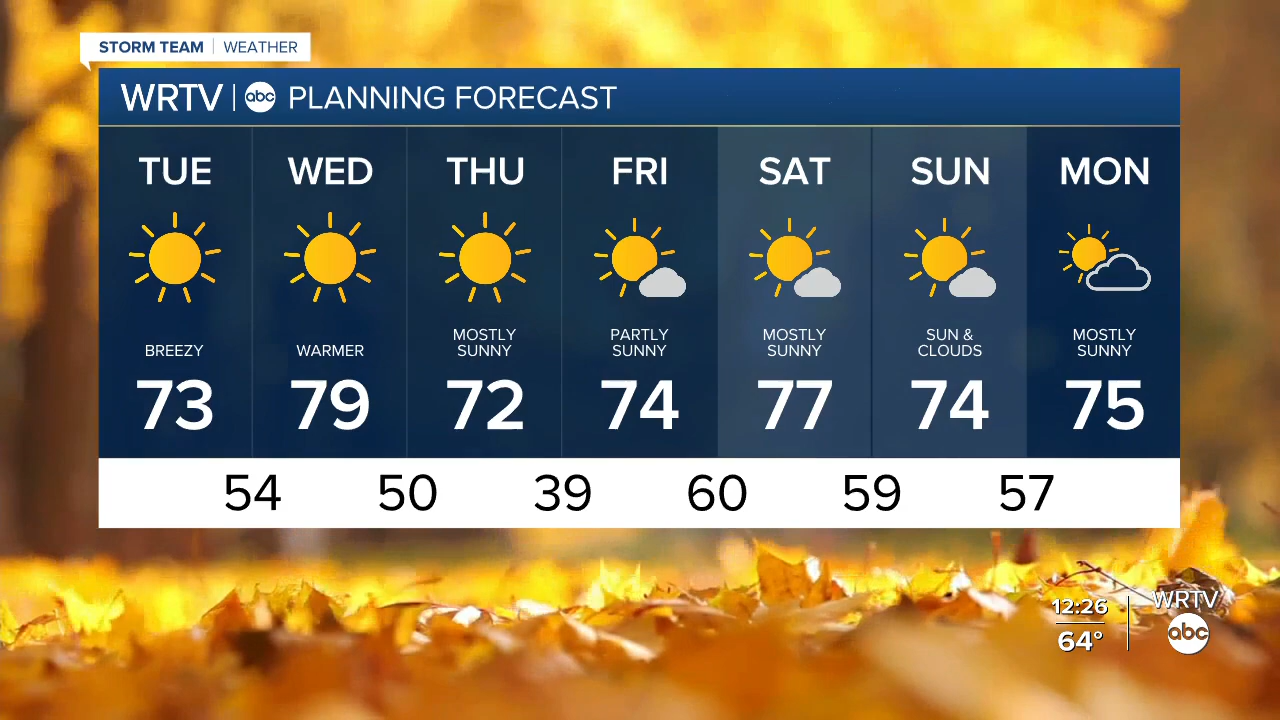 STORM TEAM | WEATHER
WRTV | abc PLANNING FORECAST
TUE WED THU FRI SAT SUN MON
BREEZY WARMER MOSTLY SUNNY PARTLY SUNNY MOSTLY SUNNY SUN & CLOUDS MOSTLY SUNNY
73 79 72 74 77 74 75
54 50 39 60 59 57
12:26 WRTV
64° abc